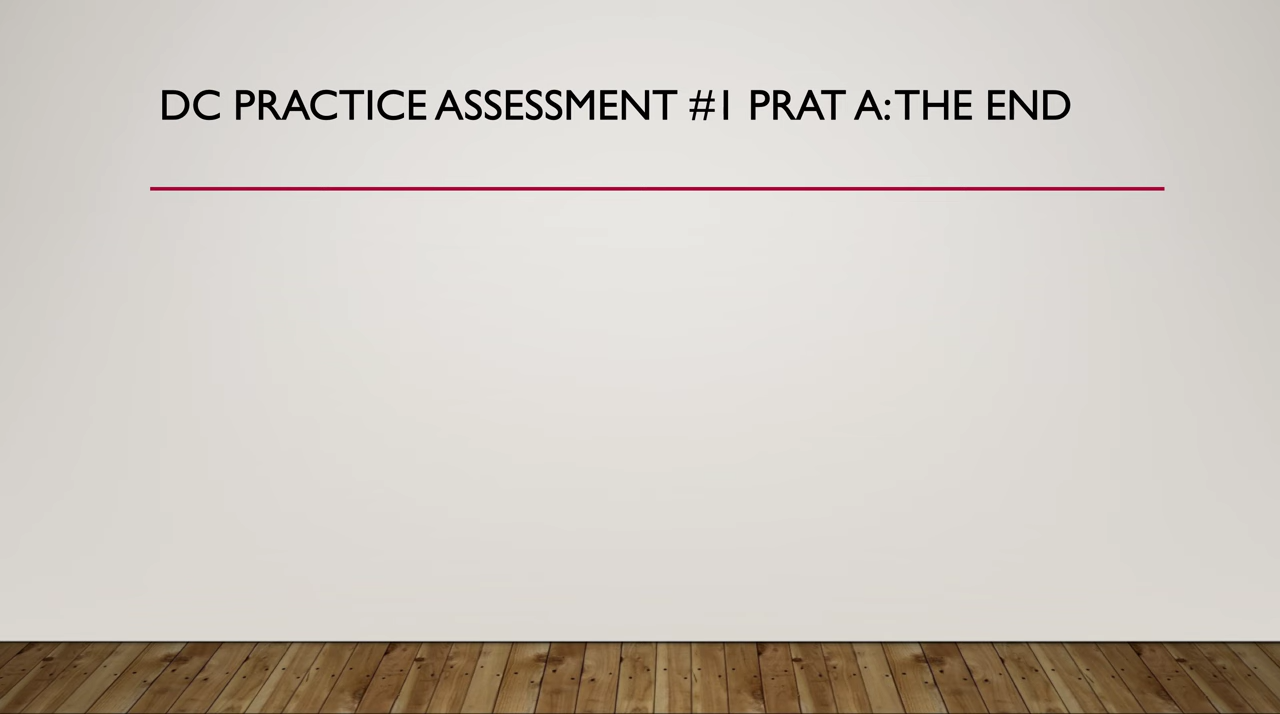 DC PRACTICE ASSESSMENT #1 PRAT A: THE END